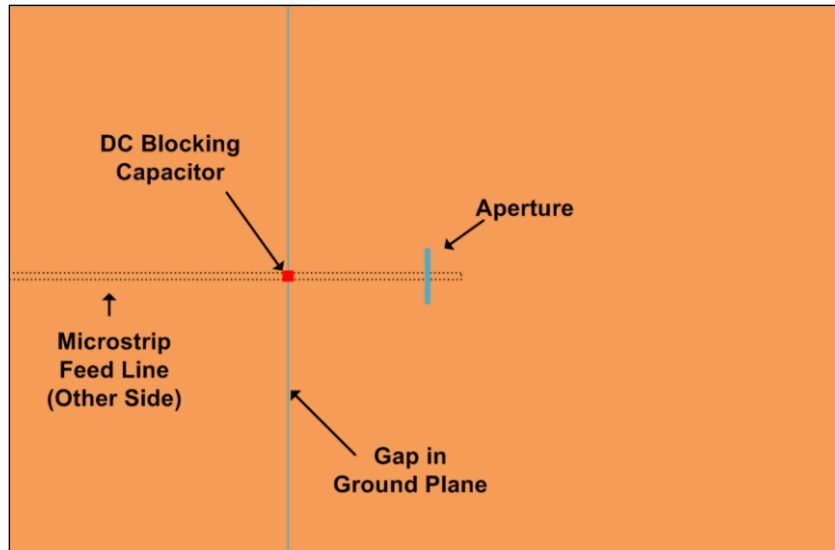 DC Blocking
Capacitor
Aperture
Microstrip
Feed Line
(Other Side)
Gap in
Ground Plane